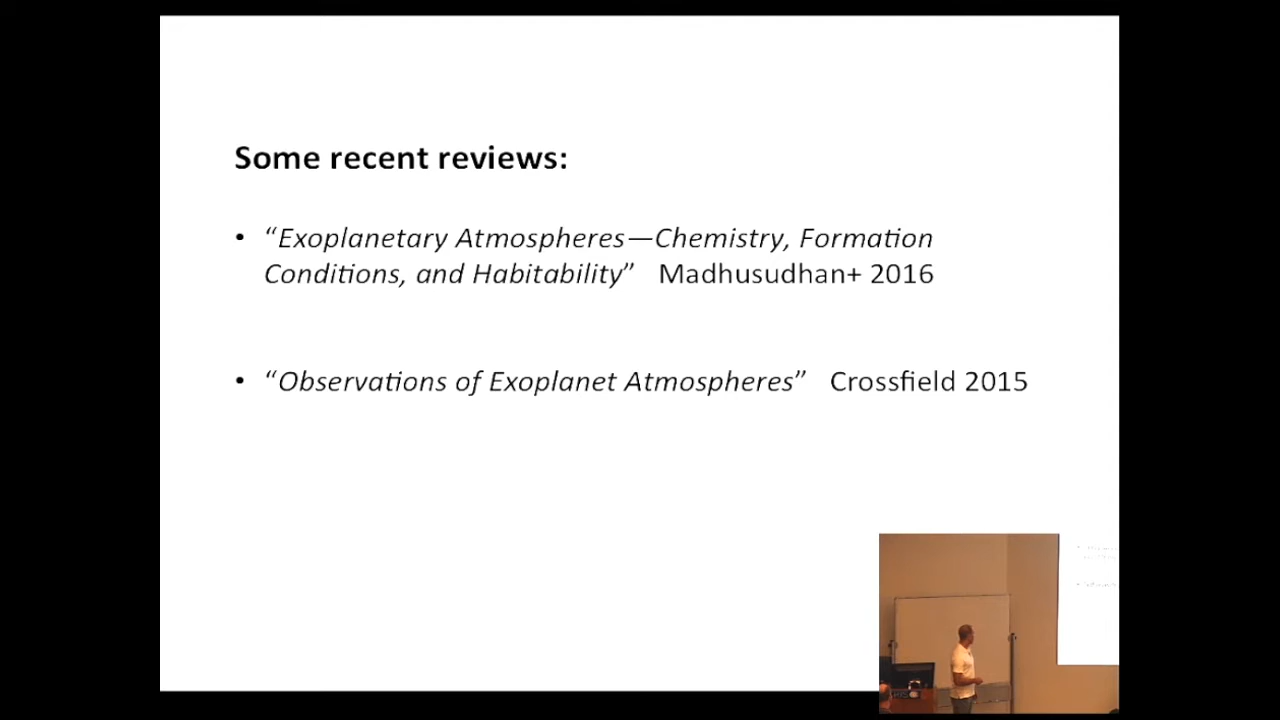 Some recent reviews:
• “Exoplanetary Atmospheres—Chemistry, Formation
Conditions, and Habitability” Madhusudhan+ 2016
• “Observations of Exoplanet Atmospheres” Crossfield 2015